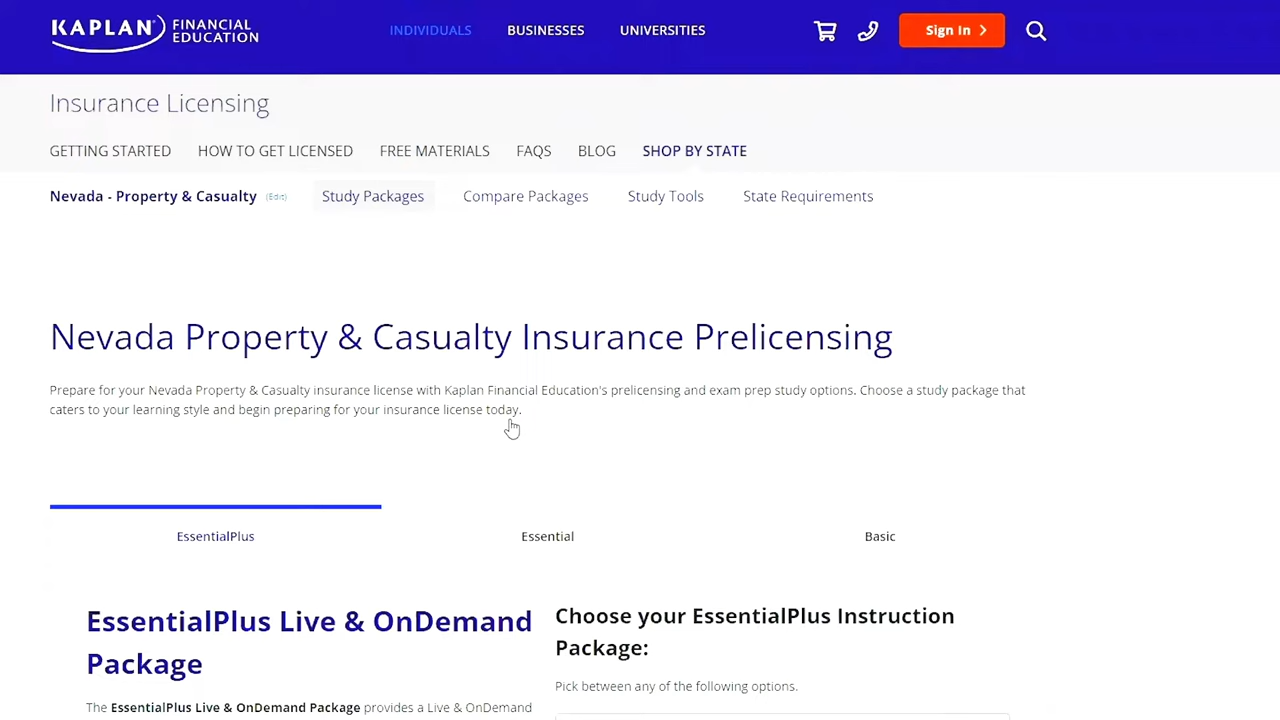 KAPLAN FINANCIAL EDUCATION
INDIVIDUALS BUSINESSES UNIVERSITIES
Sign In
Insurance Licensing
GETTING STARTED HOW TO GET LICENSED FREE MATERIALS FAQS BLOG SHOP BY STATE
Nevada - Property & Casualty (Edit) Study Packages Compare Packages Study Tools State Requirements
Nevada Property & Casualty Insurance Prelicensing
Prepare for your Nevada Property & Casualty insurance license with Kaplan Financial Education's prelicensing and exam prep study options. Choose a study package that
caters to your learning style and begin preparing for your insurance license today.
EssentialPlus Essential Basic
EssentialPlus Live & OnDemand
Package
The EssentialPlus Live & OnDemand Package provides a Live & OnDemand
Choose your EssentialPlus Instruction
Package:
Pick between any of the following options.